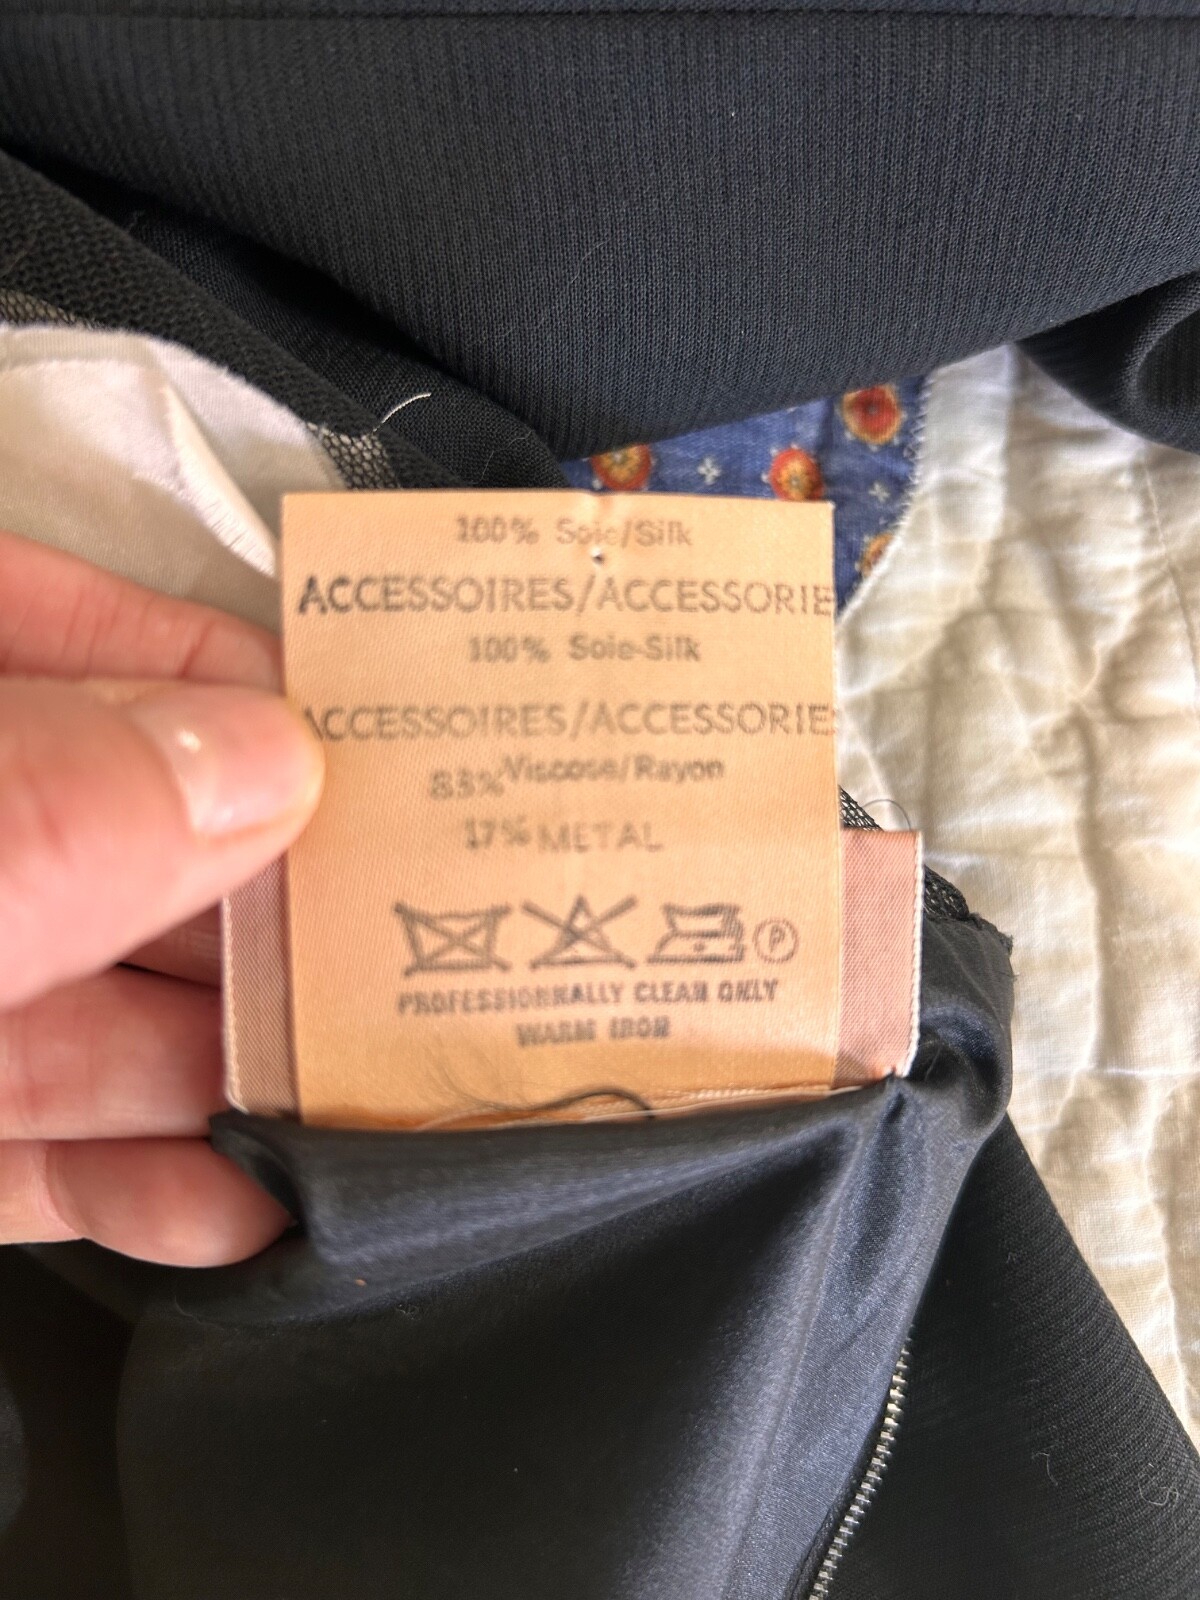 100% Soie/Silk
ACCESSOIRES/ACCESSORIE
100% Soie-Silk
ACCESSOIRES/ACCESSORIES
83% Viscose/Rayon
17% METAL
P
PROFESSIONNALLY CLEAN ONLY
WARM IRON